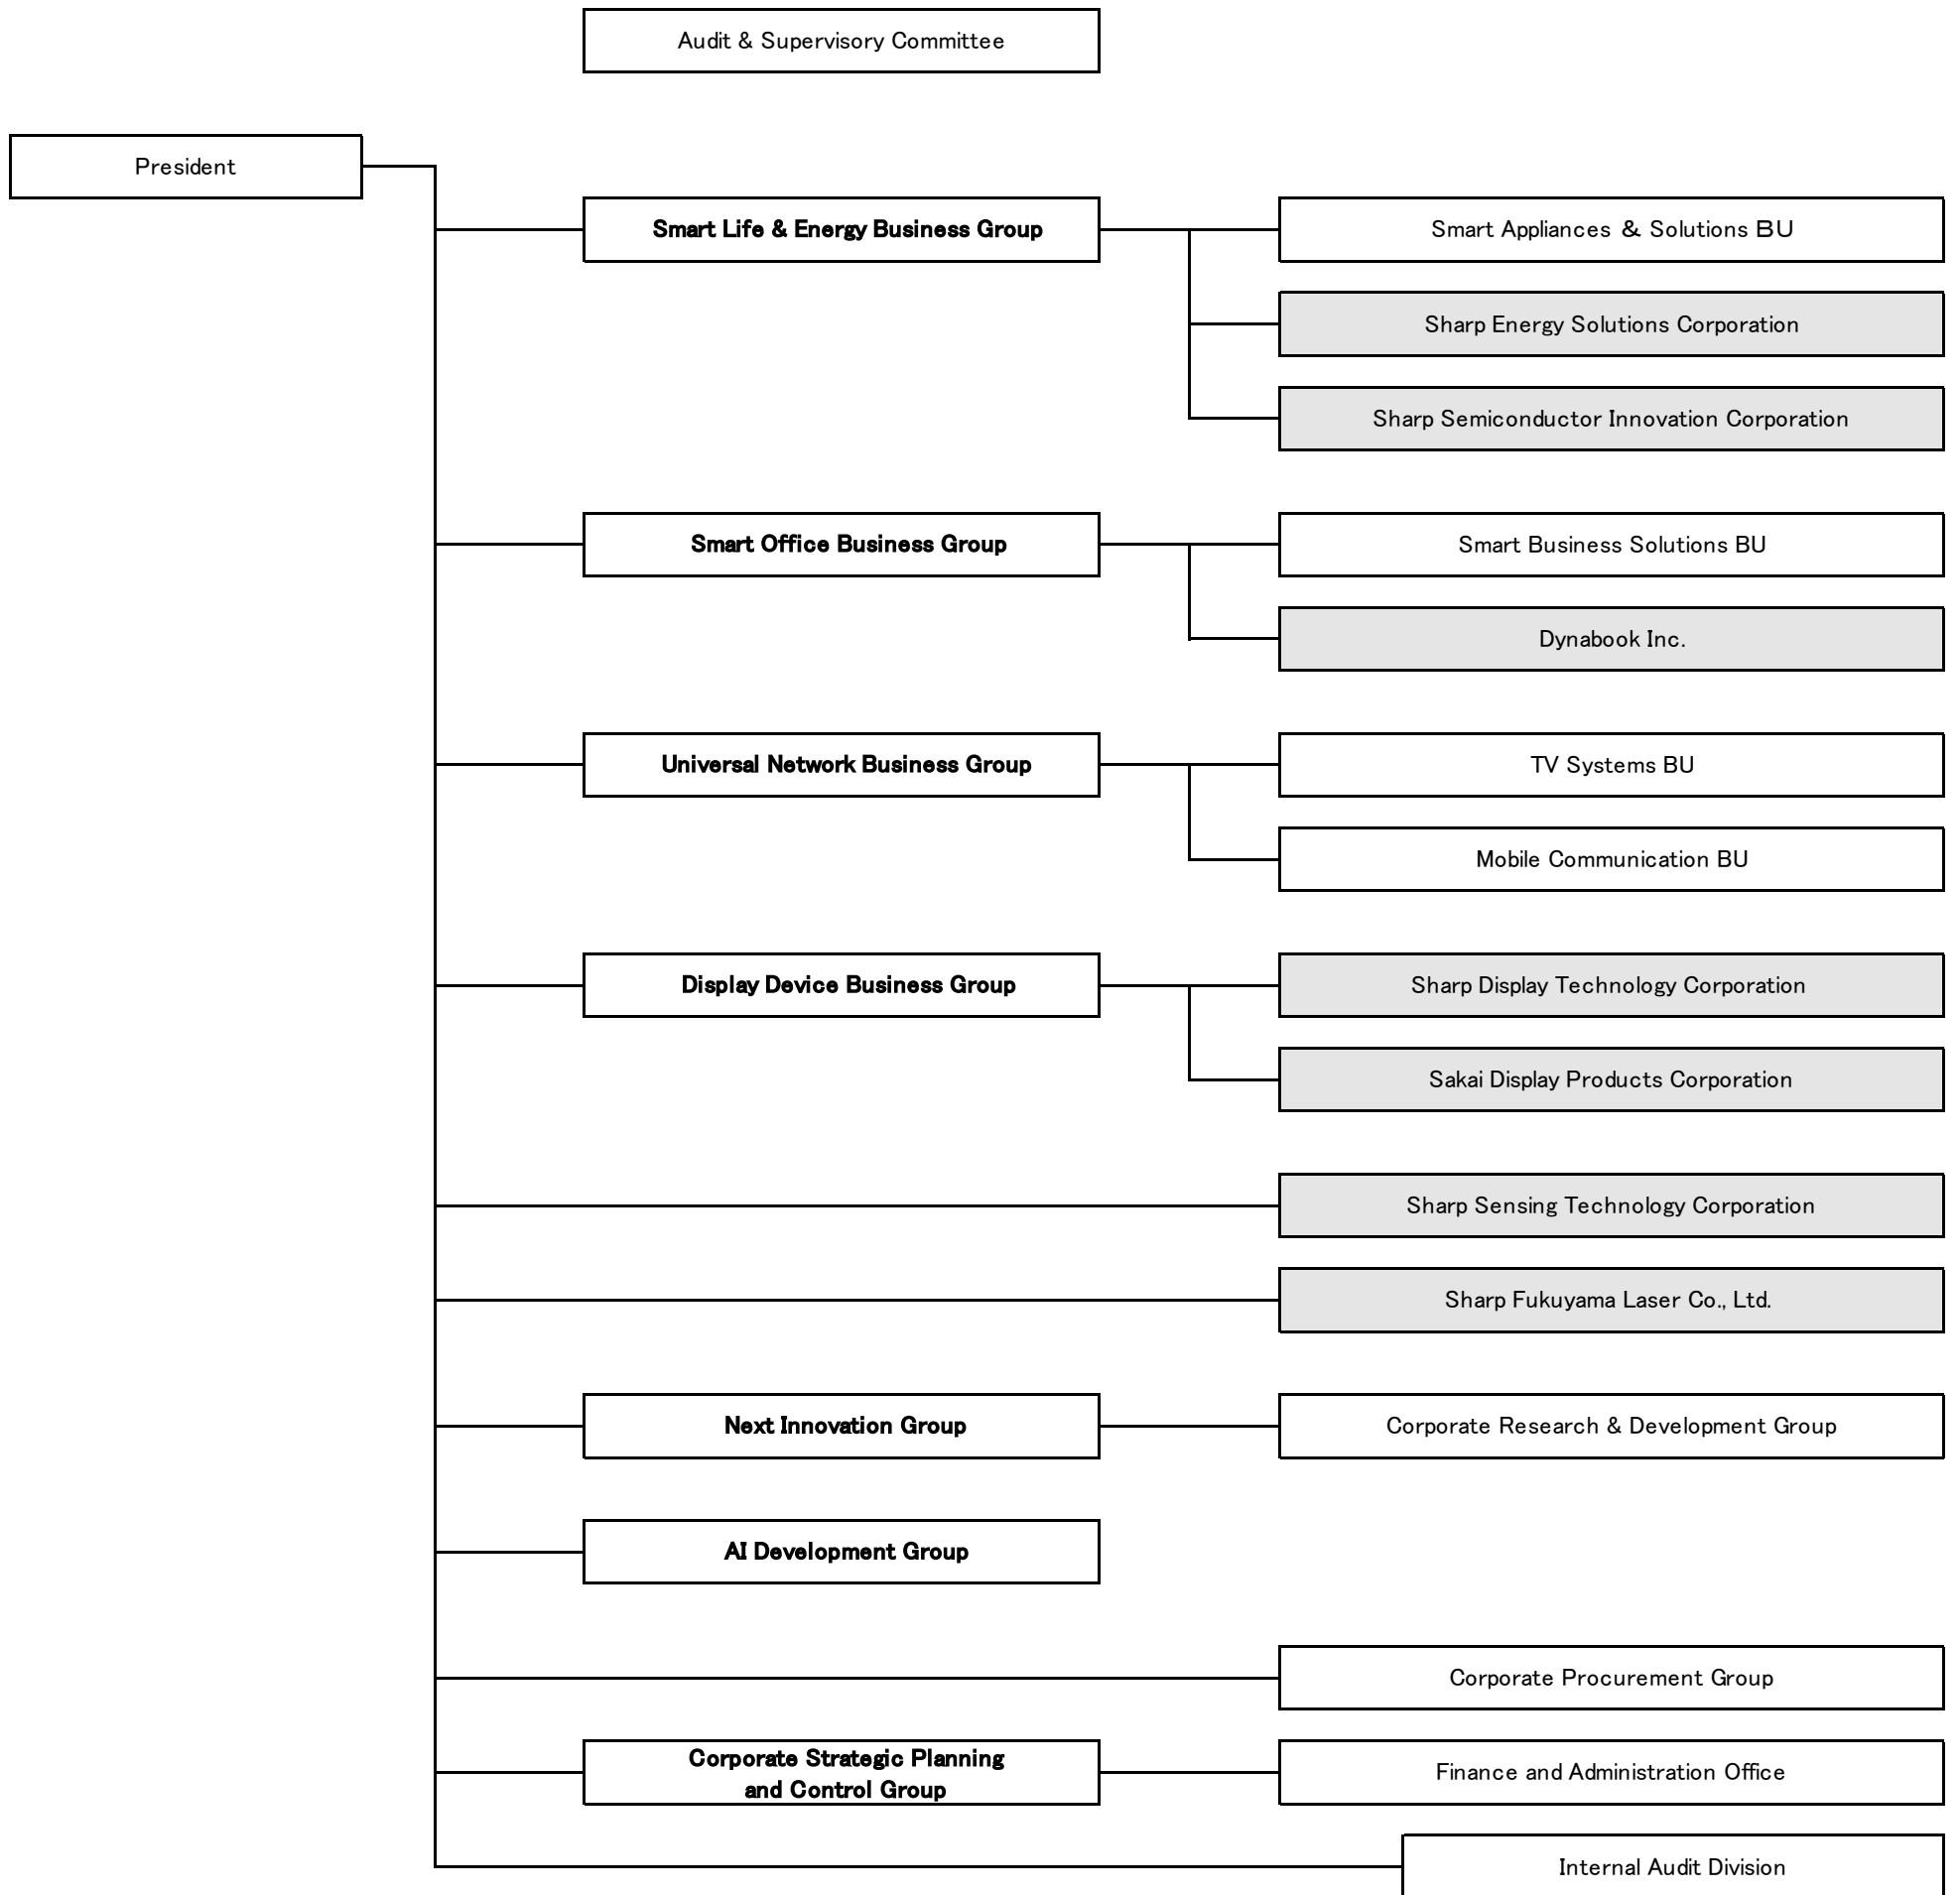 Audit & Supervisory Committee
President
Smart Life & Energy Business Group
Smart Appliances ＆ Solutions BU
Sharp Energy Solutions Corporation
Sharp Semiconductor Innovation Corporation
Smart Office Business Group
Smart Business Solutions BU
Dynabook Inc.
Universal Network Business Group
TV Systems BU
Mobile Communication BU
Display Device Business Group
Sharp Display Technology Corporation
Sakai Display Products Corporation
Sharp Sensing Technology Corporation
Sharp Fukuyama Laser Co., Ltd.
Next Innovation Group
Corporate Research & Development Group
AI Development Group
Corporate Procurement Group
Corporate Strategic Planning
and Control Group
Finance and Administration Office
Internal Audit Division